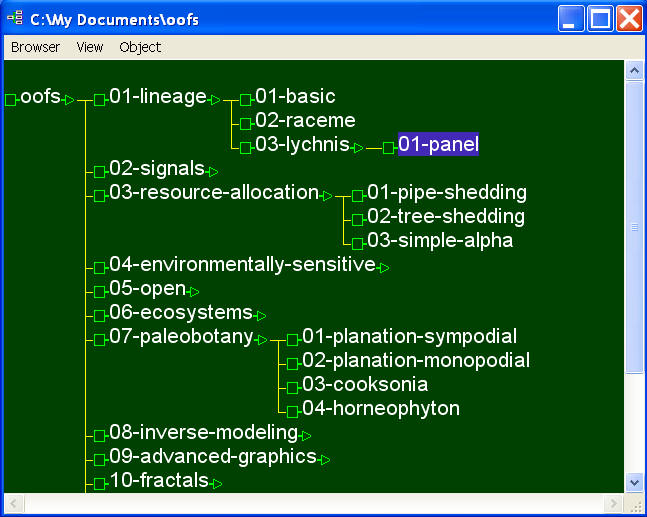 C:\My Documents\oofs
Browser View Object
oofs 01-lineage 01-basic
02-raceme
03-lychnis 01-panel
02-signals
03-resource-allocation 01-pipe-shedding
02-tree-shedding
03-simple-alpha
04-environmentally-sensitive
05-open
06-ecosystems
07-paleobotany 01-planation-sympodial
02-planation-monopodial
03-cooksonia
04-horneophyton
08-inverse-modeling
09-advanced-graphics
10-fractals